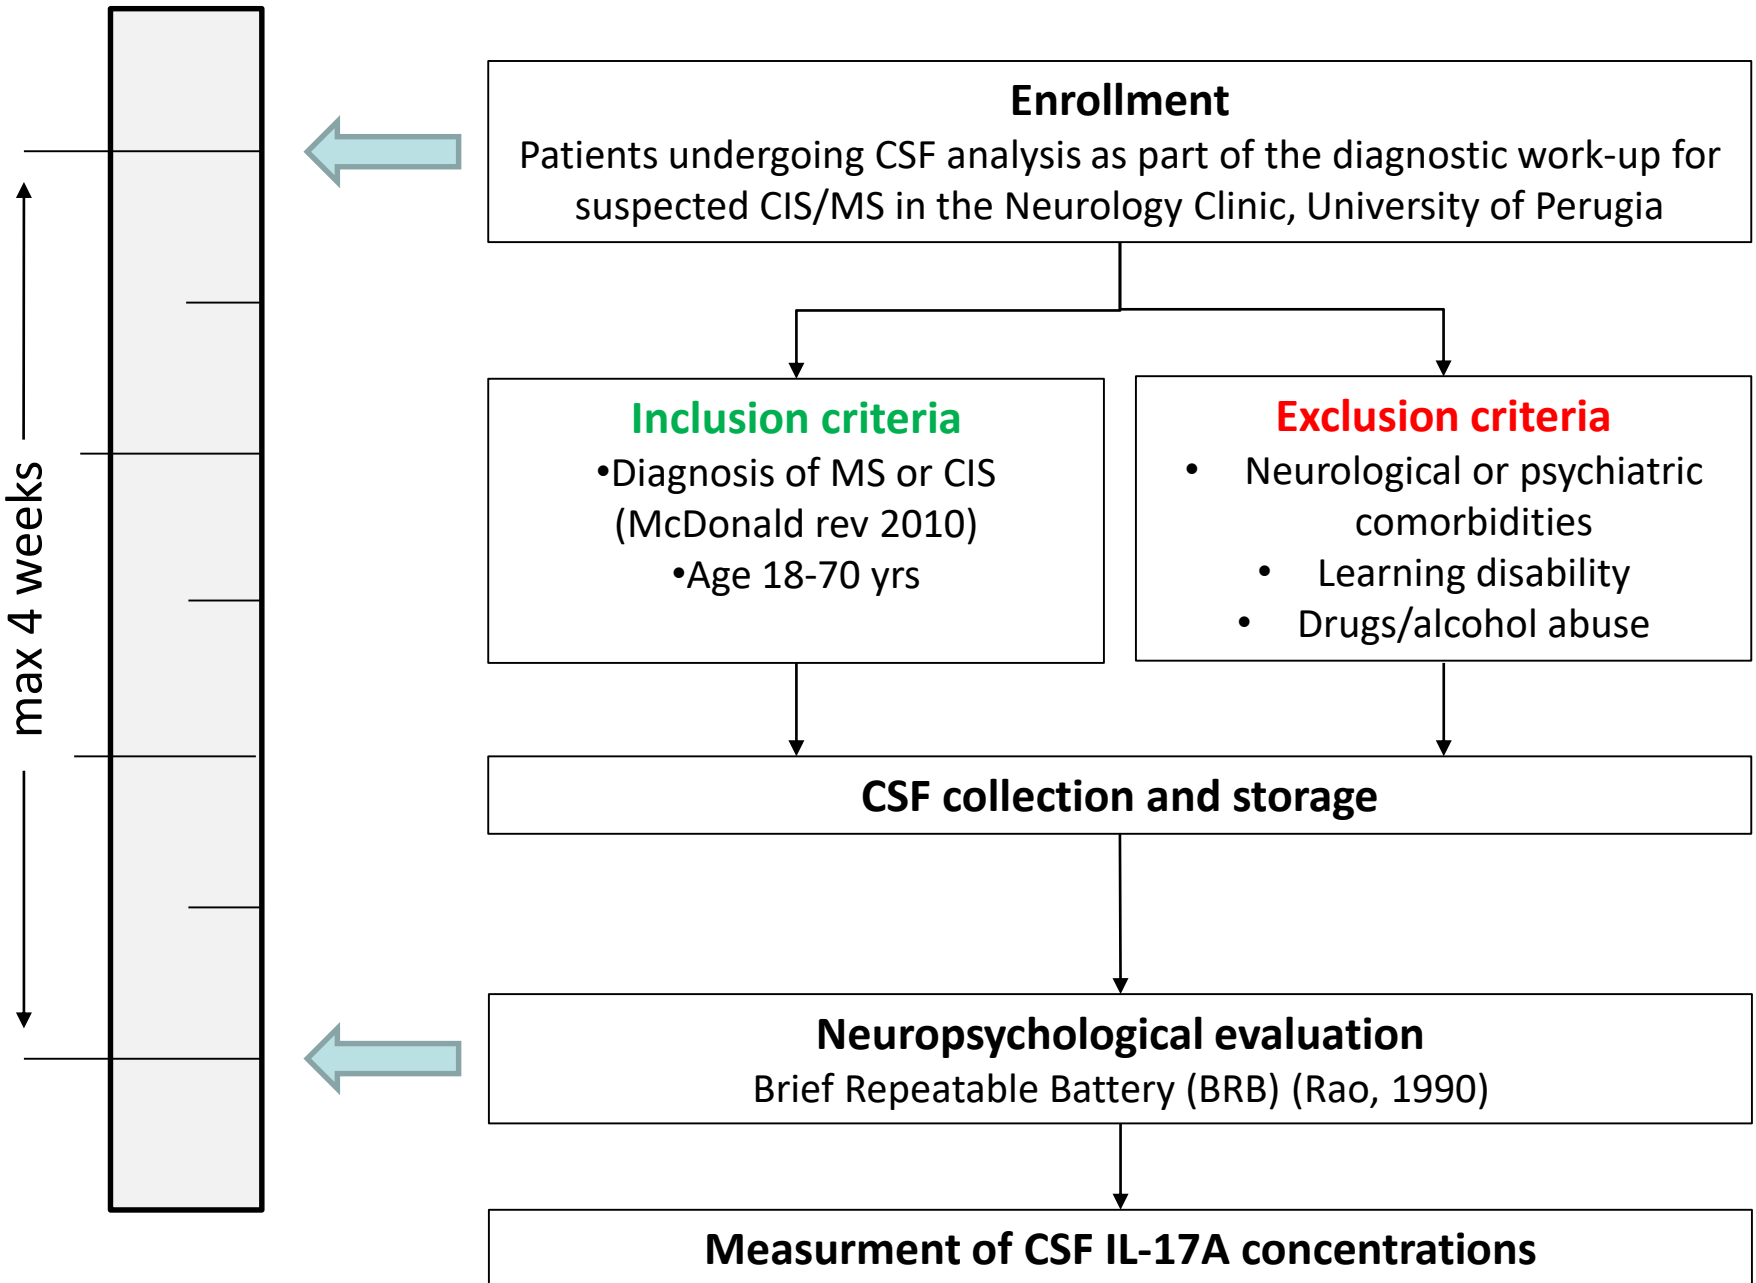 Enrollment
Patients undergoing CSF analysis as part of the diagnostic work-up for
suspected CIS/MS in the Neurology Clinic, University of Perugia
max 4 weeks
Inclusion criteria
•Diagnosis of MS or CIS
(McDonald rev 2010)
•Age 18-70 yrs
Exclusion criteria
• Neurological or psychiatric
comorbidities
• Learning disability
• Drugs/alcohol abuse
CSF collection and storage
Neuropsychological evaluation
Brief Repeatable Battery (BRB) (Rao, 1990)
Measurment of CSF IL-17A concentrations